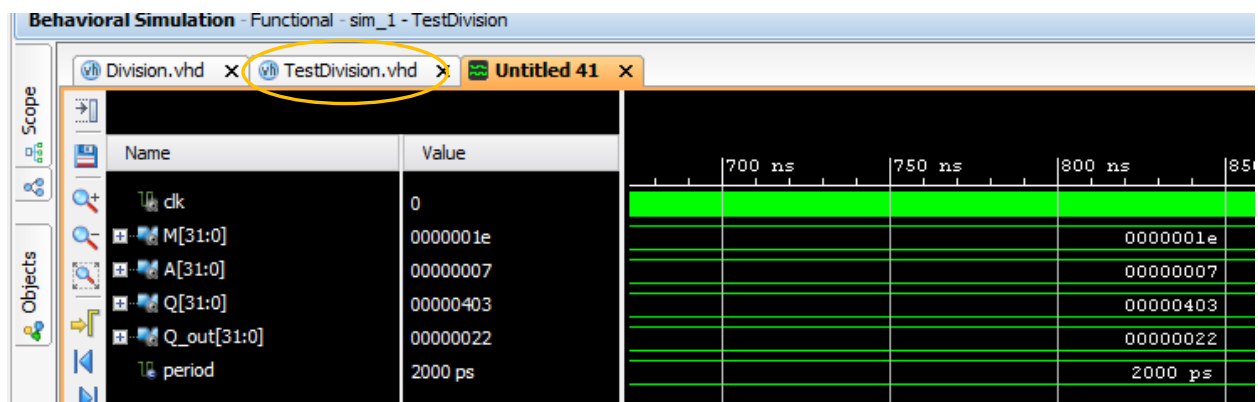 Behavioral Simulation - Functional - sim_1 - TestDivision
Division.vhd TestDivision.vhd Untitled 41
Scope
Objects
Name Value
700 ns 750 ns 800 ns 850
clk 0
M[31:0] 0000001e 0000001e
A[31:0] 00000007 00000007
Q[31:0] 00000403 00000403
Q_out[31:0] 00000022 00000022
period 2000 ps 2000 ps